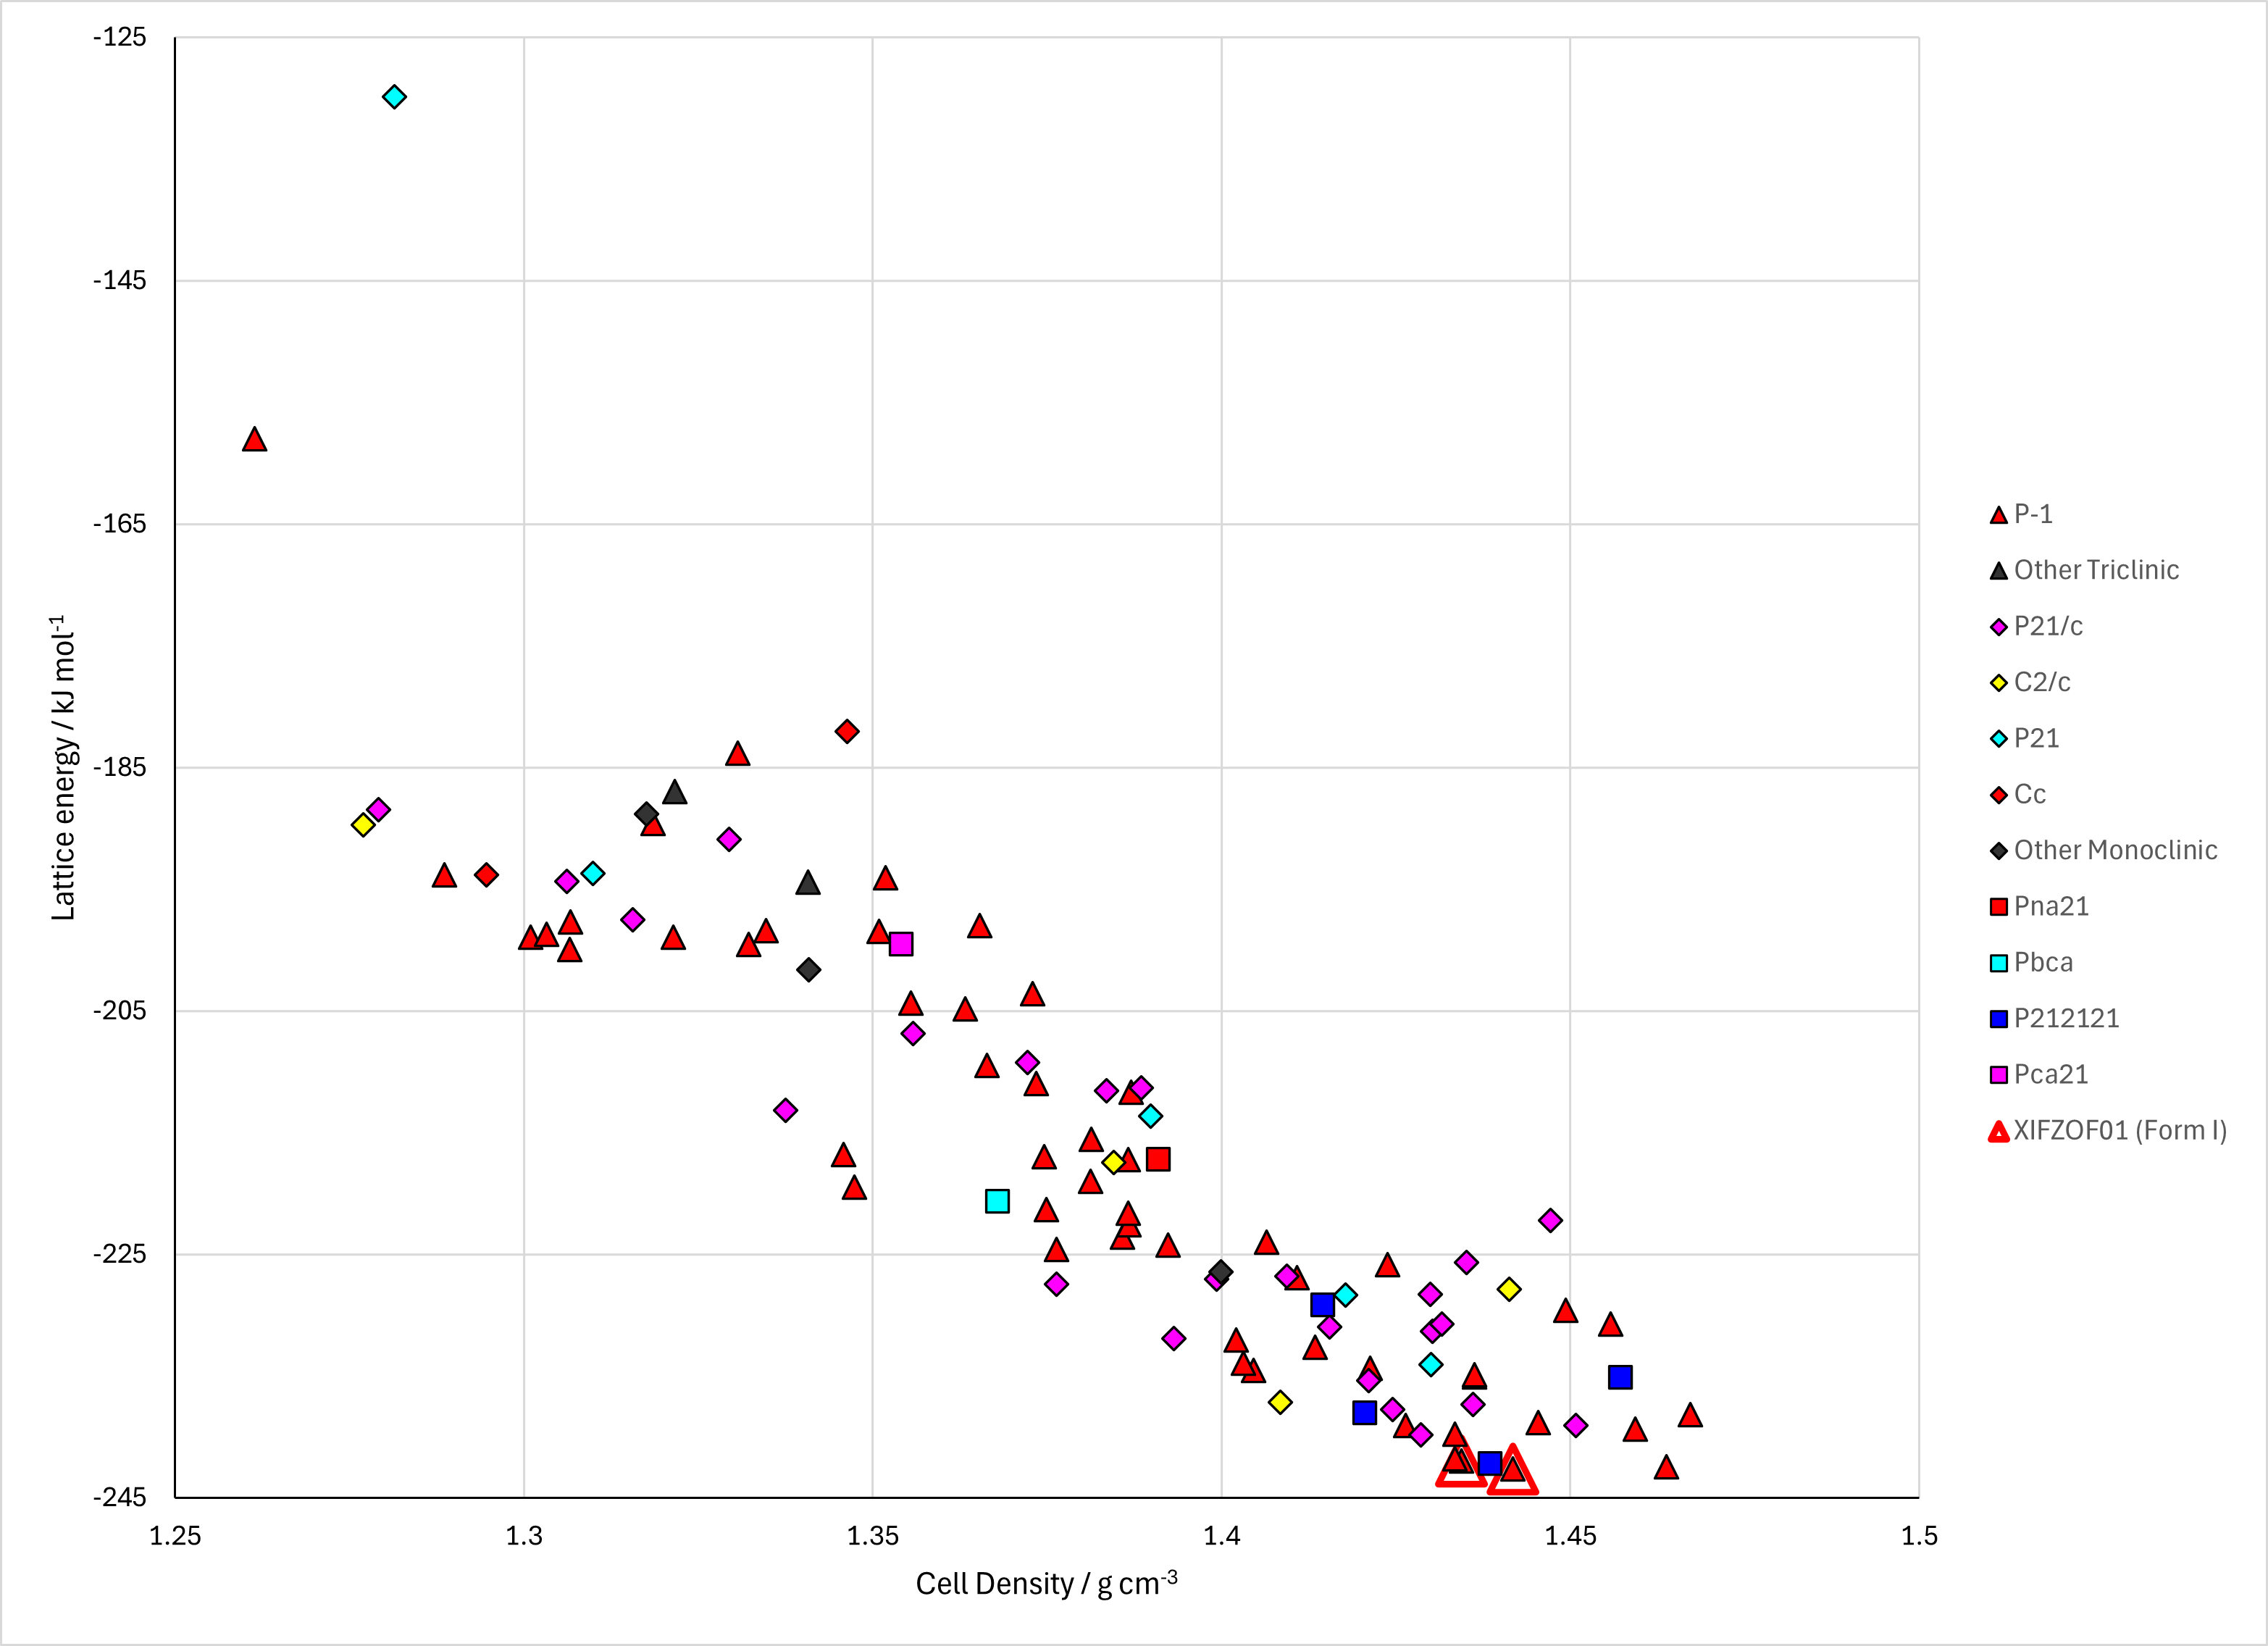 -125
-145
-165
-185
-205
-225
-245
Lattice energy / kJ mol-1
1.25 1.3 1.35 1.4 1.45 1.5
Cell Density / g cm-3
P-1
Other Triclinic
P21/c
C2/c
P21
Cc
Other Monoclinic
Pna21
Pbca
P212121
Pca21
XIFZOF01 (Form I)